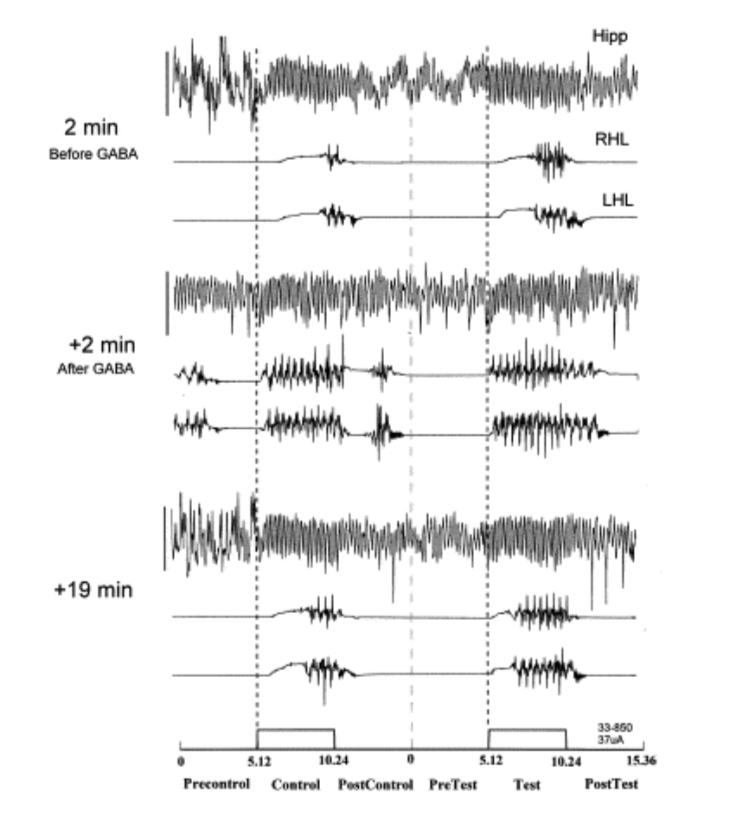 Hipp
2 min
Before GABA
RHL
LHL
+2 min
After GABA
+19 min
33-850
37uA
0 5.12 10.24 0 5.12 10.24 15.36
Precontrol Control PostControl PreTest Test PostTest